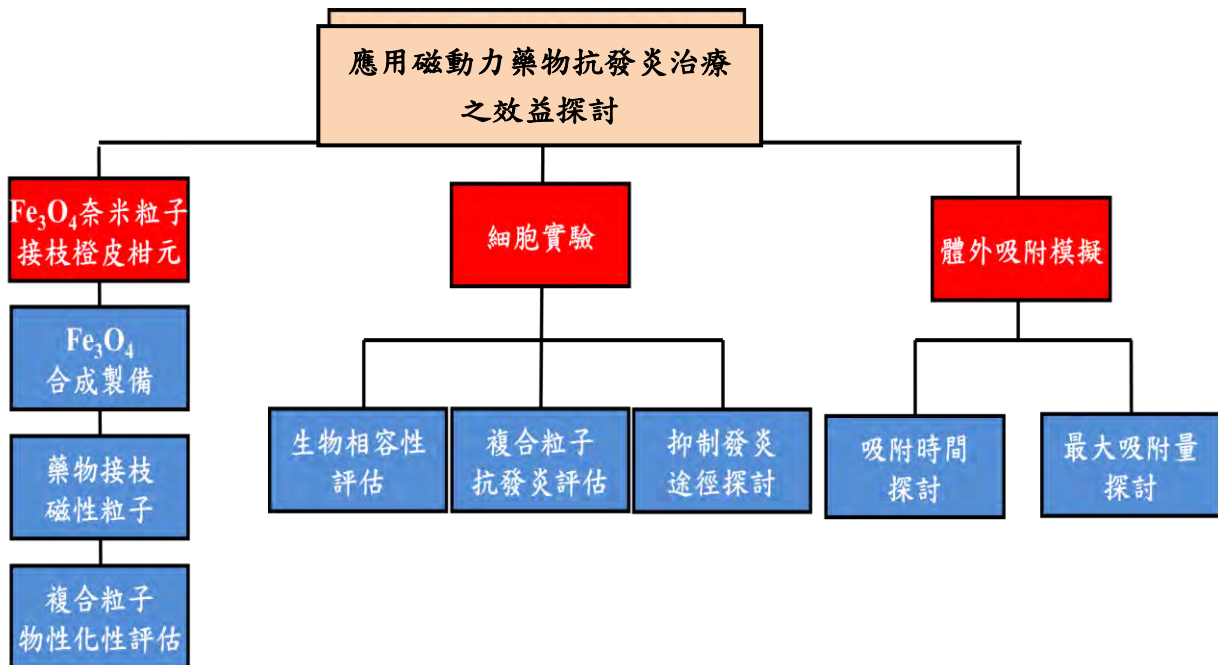 應用磁動力藥物抗發炎治療
之效益探討
Fe₃O₄奈米粒子
接枝橙皮柑元
Fe₃O₄
合成製備
藥物接枝
磁性粒子
複合粒子
物性化性評估
細胞實驗
生物相容性
評估
複合粒子
抗發炎評估
抑制發炎
途徑探討
體外吸附模擬
吸附時間
探討
最大吸附量
探討